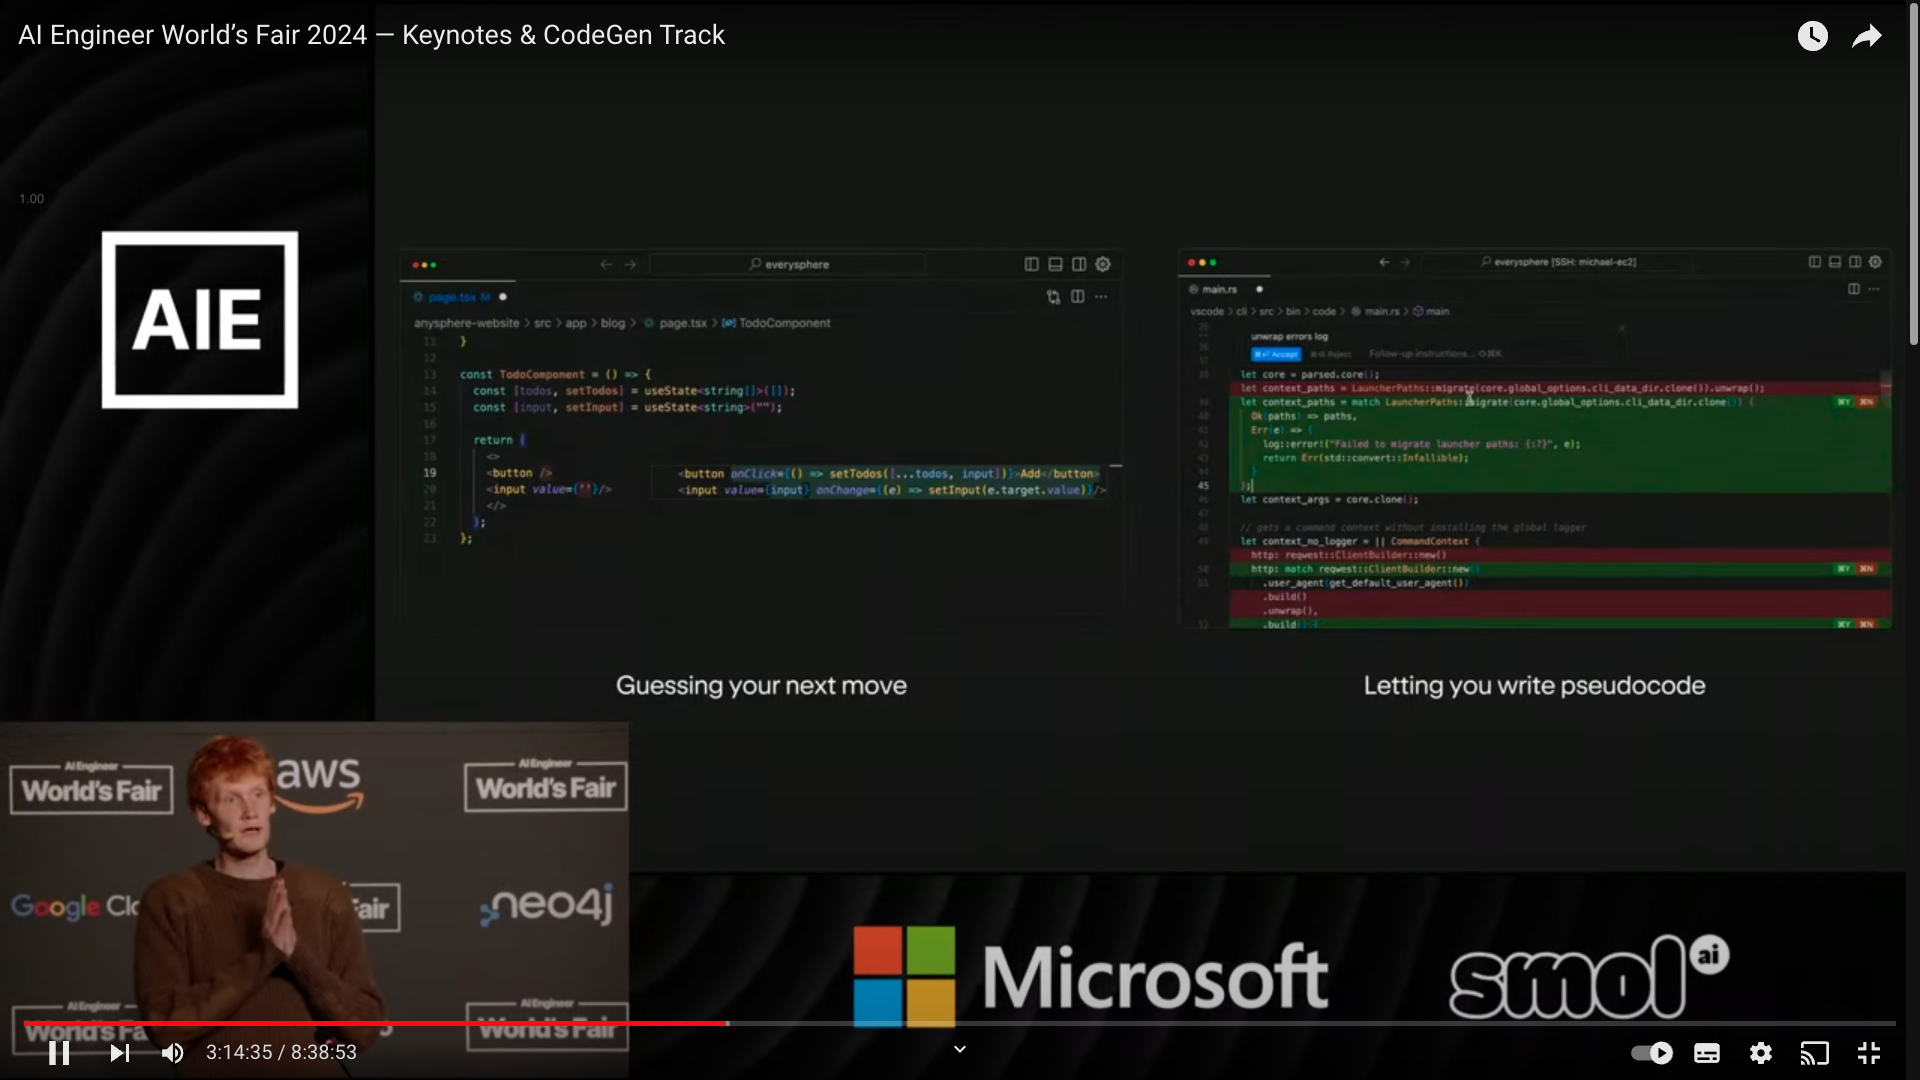 AI Engineer World’s Fair 2024 — Keynotes & CodeGen Track
1.00
AIE
everysphere
page.tsx M
anysphere-website > src > app > blog > page.tsx > TodoComponent
11 }
12
13 const TodoComponent = () => {
14 const [todos, setTodos] = useState<string[]>([]);
15 const [input, setInput] = useState<string>("");
16
17 return (
18 <>
19 <button />
20 <input value={''}/>
21 </>
22 );
23 };
<button onClick={() => setTodos([...todos, input])}>Add</button>
<input value={input} onChange={(e) => setInput(e.target.value)}/>
Guessing your next move
everysphere [SSH: michael-ec2]
main.rs
vscode > cli > src > bin > code > main.rs > main
unwrap errors log
Accept Reject Follow-up instructions...
let core = parsed.core();
let context_paths = LauncherPaths::migrate(core.global_options.cli_data_dir.clone()).unwrap();
let context_paths = match LauncherPaths::migrate(core.global_options.cli_data_dir.clone()) {
Ok(paths) => paths,
Err(e) => {
log::error!("Failed to migrate launcher paths: {:?}", e);
return Err(std::convert::Infallible);
}
45 };
let context_args = core.clone();
// gets a command context without installing the global logger
let context_no_logger = || CommandContext {
http: reqwest::ClientBuilder::new()
http: match reqwest::ClientBuilder::new()
.user_agent(get_default_user_agent())
.build()
.unwrap(),
.build() {
Letting you write pseudocode
AI Engineer
World's Fair
aws
AI Engineer
World's Fair
Google Clo
Fair
neo4j
AI Engineer
World's Fa
AI Engineer
World's Fair
Microsoft
smol ai
3:14:35 / 8:38:53